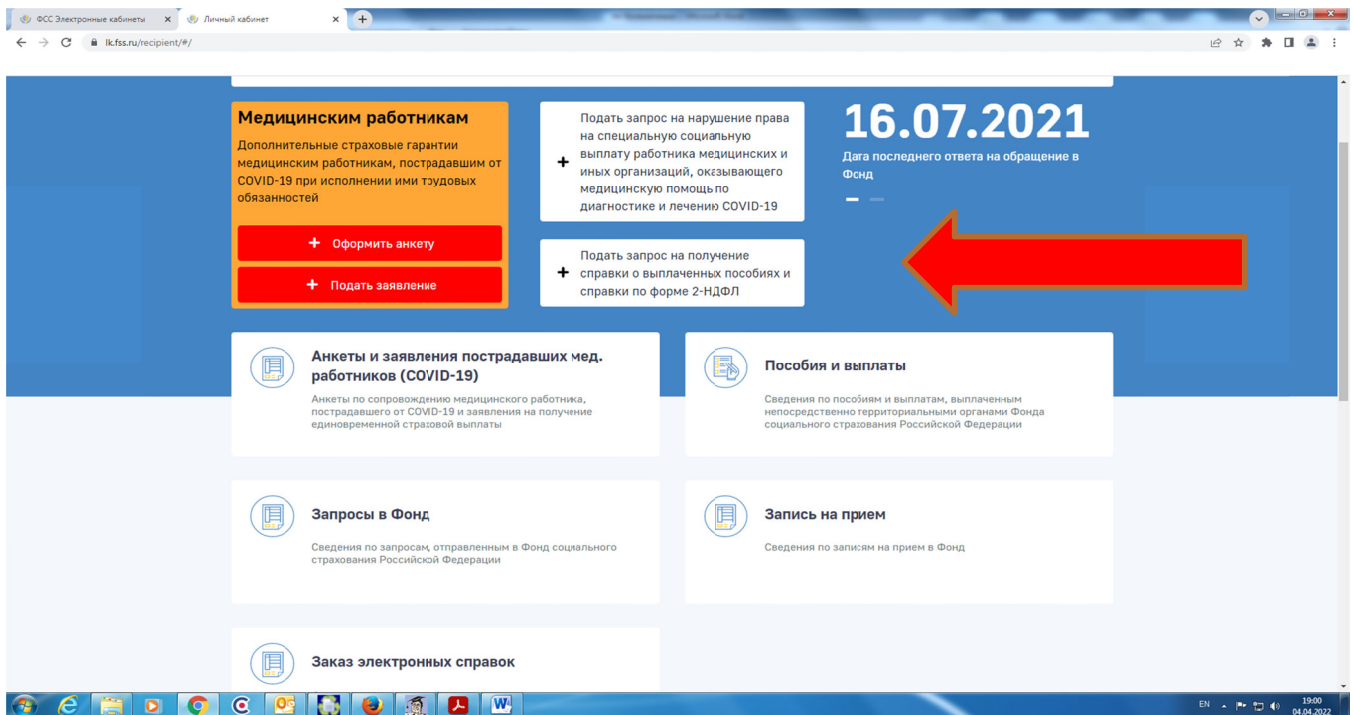 ФСС Электронные кабинеты
Личный кабинет
lk.fss.ru/recipient/#/
Медицинским работникам
Дополнительные страховые гарантии
медицинским работникам, пострадавшим от
COVID-19 при исполнении ими трудовых
обязанностей
+ Оформить анкету
+ Подать заявление
Подать запрос на нарушение права
на специальную социальную
+ выплату работника медицинских и
иных организаций, оказывающего
медицинскую помощь по
диагностике и лечению COVID-19
Подать запрос на получение
+ справки о выплаченных пособиях и
справки по форме 2-НДФЛ
16.07.2021
Дата последнего ответа на обращение в
Фонд
Анкеты и заявления пострадавших мед.
работников (COVID-19)
Анкеты по сопровождению медицинского работника,
пострадавшего от COVID-19 и заявления на получение
единовременной страховой выплаты
Пособия и выплаты
Сведения по пособиям и выплатам, выплаченным
непосредственно территориальными органами Фонда
социального страхования Российской Федерации
Запросы в Фонд
Сведения по запросам, отправленным в Фонд социального
страхования Российской Федерации
Запись на прием
Сведения по записям на прием в Фонд
Заказ электронных справок
EN
19:00
04.04.2022